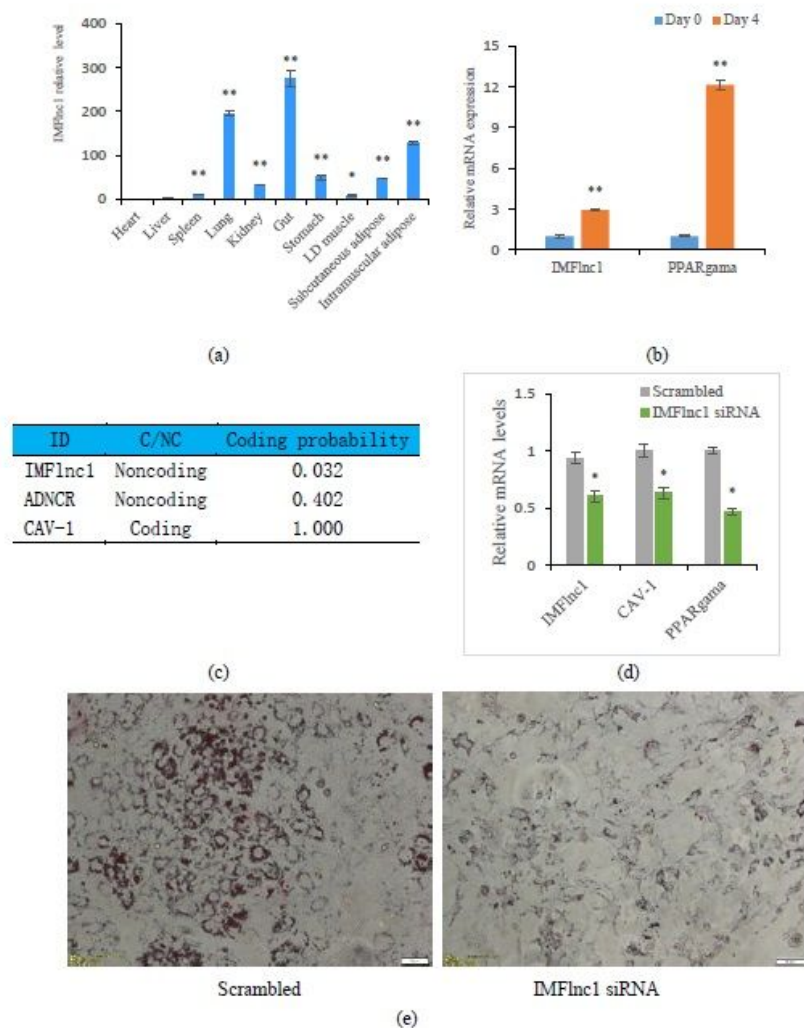 400
300
200
100
0
IMFlnc1 relative level
**
**
**
**
**
*
**
**
Heart
Liver
Spleen
Lung
Kidney
Gut
Stomach
LD muscle
Subcutaneous adipose
Intramuscular adipose
(a)
Day 0 Day 4
15
12
9
6
3
0
Relative mRNA expression
**
**
IMFlnc1 PPARgama
(b)
ID C/NC Coding probability
IMFlnc1 Noncoding 0.032
ADNCR Noncoding 0.402
CAV-1 Coding 1.000
(c)
Scrambled
IMFlnc1 siRNA
1.5
1
0.5
0
Relative mRNA levels
*
*
*
IMFlnc1
CAV-1
PPARgama
(d)
Scrambled IMFlnc1 siRNA
(e)